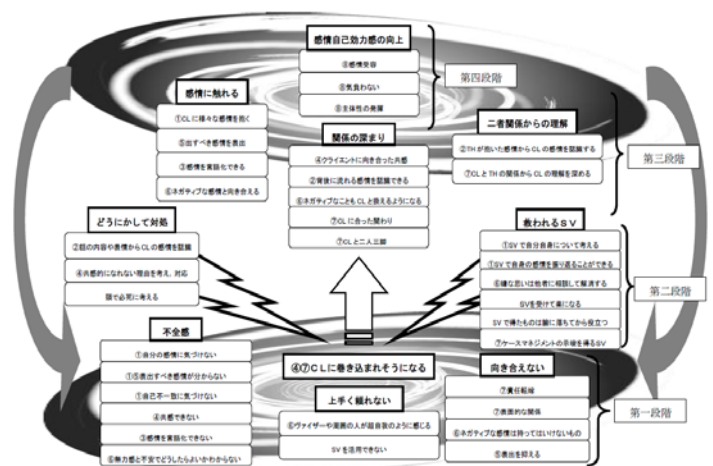 感情自己効力感の向上
⑧感情受容
⑧気負わない
⑧主体性の発揮
第四段階
感情に触れる
①CLに様々な感情を抱く
⑤出すべき感情を表出
③感情を言語化できる
⑥ネガティブな感情と向き合える
関係の深まり
④クライエントに向き合った共感
②背後に流れる感情を認識できる
⑥ネガティブなこともCLと扱えるようになる
⑦CLに合った関わり
⑦CLと二人三脚
二者関係からの理解
②THが抱いた感情からCLの感情を認識する
⑦CLとTHの関係からCLの理解を深める
第三段階
どうにかして対処
②話の内容や表情からCLの感情を認識
④共感的になれない理由を考え、対応
頭で必死に考える
救われるSV
①SVで自分自身について考える
①SVで自身の感情を振り返ることができる
⑥嫌な思いは他者に相談して解消する
SVを受けて楽になる
SVで得たものは腑に落ちてから役立つ
⑦ケースマネジメントの示唆を得るSV
第二段階
不全感
①自分の感情に気づけない
①⑤表出すべき感情が分からない
①自己不一致に気づけない
④共感できない
③感情を言語化できない
⑥無力感と不安でどうしたらよいかわからない
④⑦CLに巻き込まれそうになる
上手く頼れない
⑥ヴァイザーや周囲の人が超自我のように感じる
SVを活用できない
向き合えない
⑦責任転嫁
⑦表面的な関係
⑥ネガティブな感情は持ってはいけないもの
⑤表出を抑える
第一段階